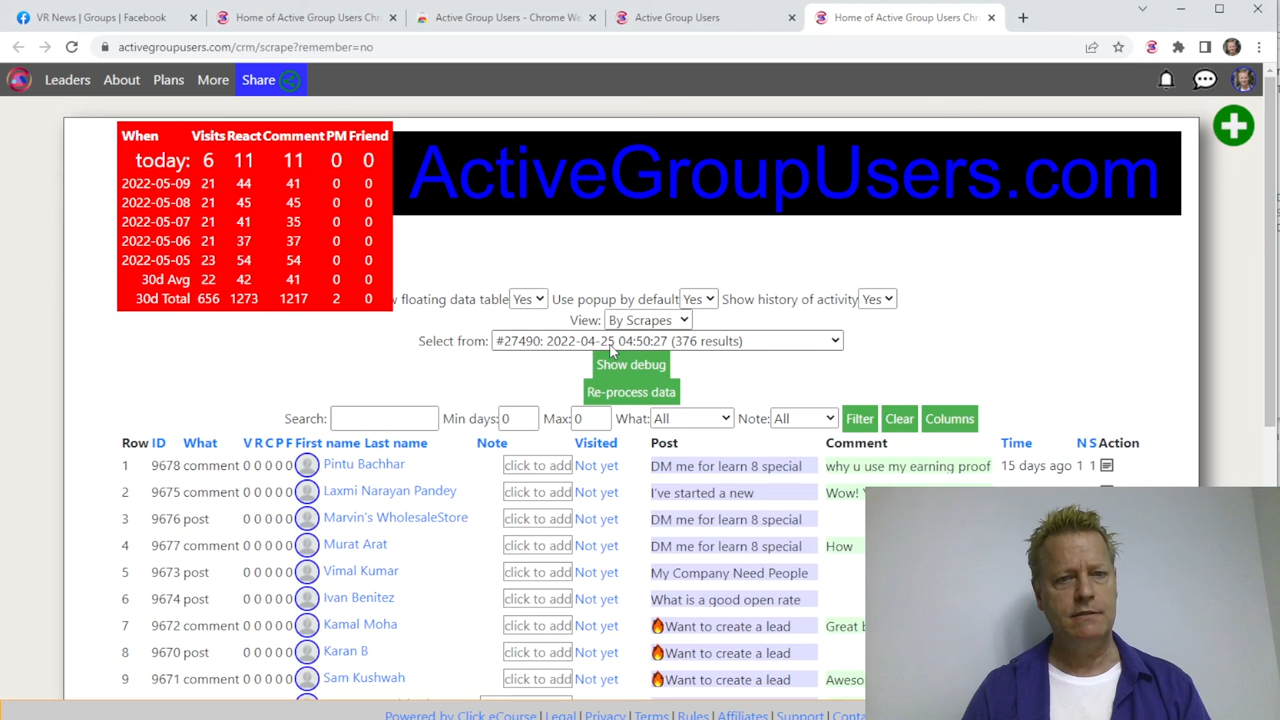 VR News | Groups | Facebook
Home of Active Group Users Chr
Active Group Users - Chrome We
Active Group Users
Home of Active Group Users Chr
activegroupusers.com/crm/scrape?remember=no
Leaders About Plans More Share
When Visits React Comment PM Friend
today: 6 11 11 0 0
2022-05-09 21 44 41 0 0
2022-05-08 21 45 45 0 0
2022-05-07 21 41 35 0 0
2022-05-06 21 37 37 0 0
2022-05-05 23 54 54 0 0
30d Avg 22 42 41 0 0
30d Total 656 1273 1217 2 0
ActiveGroupUsers.com
floating data table Yes Use popup by default Yes Show history of activity Yes
View: By Scrapes
Select from: #27490: 2022-04-25 04:50:27 (376 results)
Show debug
Re-process data
Search: Min days: 0 Max: 0 What: All Note: All Filter Clear Columns
Row ID What V R C P F First name Last name Note Visited Post Comment Time N S Action
1 9678 comment 0 0 0 0 0 Pintu Bachhar click to add Not yet DM me for learn 8 special why u use my earning proof 15 days ago 1 1
2 9675 comment 0 0 0 0 0 Laxmi Narayan Pandey click to add Not yet I've started a new Wow!
3 9676 post 0 0 0 0 0 Marvin's WholesaleStore click to add Not yet DM me for learn 8 special
4 9677 comment 0 0 0 0 0 Murat Arat click to add Not yet DM me for learn 8 special How
5 9673 post 0 0 0 0 0 Vimal Kumar click to add Not yet My Company Need People
6 9674 post 0 0 0 0 0 Ivan Benitez click to add Not yet What is a good open rate
7 9672 comment 0 0 0 0 0 Kamal Moha click to add Not yet 🔥Want to create a lead Great
8 9670 post 0 0 0 0 0 Karan B click to add Not yet 🔥Want to create a lead
9 9671 comment 0 0 0 0 0 Sam Kushwah click to add Not yet 🔥Want to create a lead Aweso
Powered by Click eCourse | Legal | Privacy | Terms | Rules | Affiliates | Support | Conta